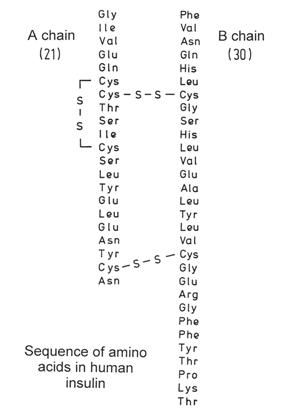 A chain
(21)
Gly
Ile
Val
Glu
Gln
Cys
Cys
Thr
Ser
Ile
Cys
Ser
Leu
Tyr
Glu
Leu
Glu
Asn
Tyr
Cys
Asn
S
S
S – S
S – S
B chain
(30)
Phe
Val
Asn
Gln
His
Leu
Cys
Gly
Ser
His
Leu
Val
Glu
Ala
Leu
Tyr
Leu
Val
Cys
Gly
Glu
Arg
Gly
Phe
Phe
Tyr
Thr
Pro
Lys
Thr
Sequence of amino
acids in human
insulin